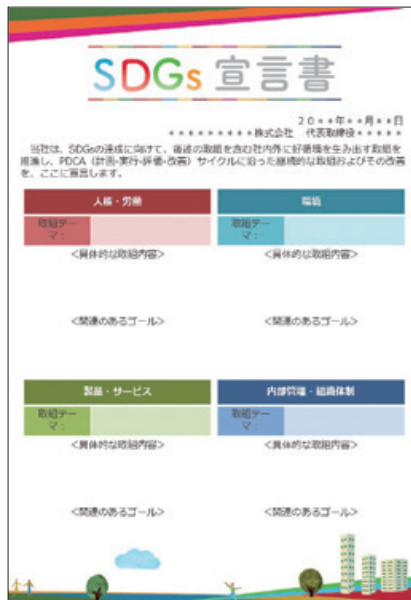 SDGs 宣言書
20**年**月**日
*********株式会社　代表取締役*****
当社は、SDGsの達成に向けて、後述の取組を含む社内外に好循環を生み出す取組を
推進し、PDCA（計画-実行-評価-改善）サイクルに沿った継続的な取組およびその改善
を、ここに宣言します。
人権・労働
取組テー
マ：
＜具体的な取組内容＞
＜関連のあるゴール＞
環境
取組テー
マ：
＜具体的な取組内容＞
＜関連のあるゴール＞
製品・サービス
取組テー
マ：
＜具体的な取組内容＞
＜関連のあるゴール＞
内部管理・組織体制
取組テー
マ：
＜具体的な取組内容＞
＜関連のあるゴール＞